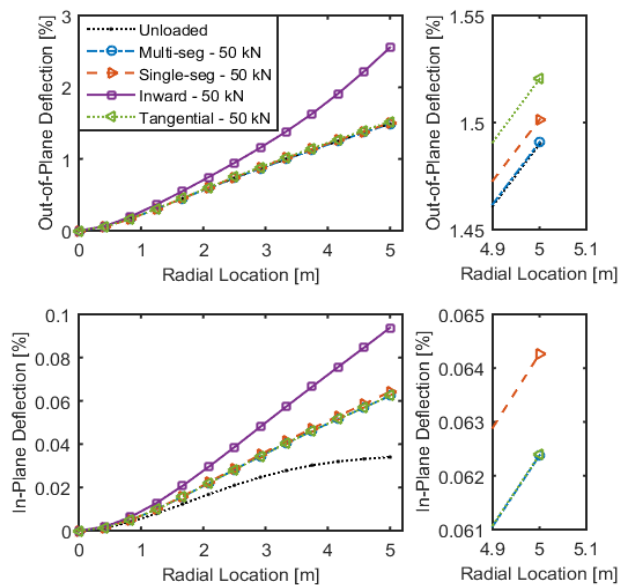 Out-of-Plane Deflection [%]
3
2
1
0
Unloaded
Multi-seg - 50 kN
Single-seg - 50 kN
Inward - 50 kN
Tangential - 50 kN
0 1 2 3 4 5
Radial Location [m]
Out-of-Plane Deflection [%]
1.55
1.5
1.45
4.9 5 5.1
Radial Location [m]
In-Plane Deflection [%]
0.1
0.08
0.06
0.04
0.02
0
0 1 2 3 4 5
Radial Location [m]
In-Plane Deflection [%]
0.065
0.064
0.063
0.062
0.061
4.9 5 5.1
Radial Location [m]